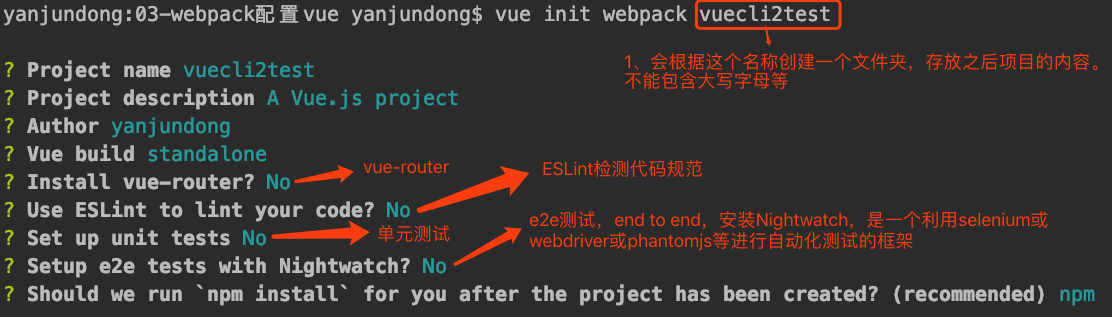 yanjundong:03-webpack配置vue yanjundong$ vue init webpack vuecli2test
1、会根据这个名称创建一个文件夹，存放之后项目的内容。
不能包含大写字母等
? Project name vuecli2test
? Project description A Vue.js project
? Author yanjundong
? Vue build standalone
? Install vue-router? No
vue-router
ESLint检测代码规范
? Use ESLint to lint your code? No
? Set up unit tests No
单元测试
e2e测试，end to end，安装Nightwatch，是一个利用selenium或
webdriver或phantomjs等进行自动化测试的框架
? Setup e2e tests with Nightwatch? No
? Should we run `npm install` for you after the project has been created? (recommended) npm